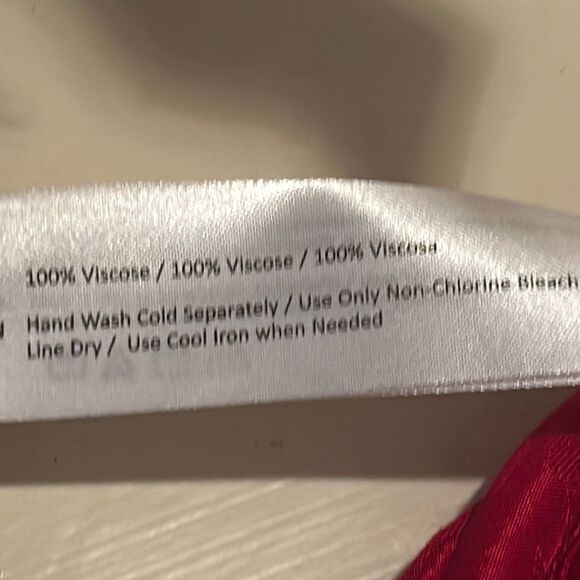 100% Viscose / 100% Viscose / 100% Viscosa
Hand Wash Cold Separately / Use Only Non-Chlorine Bleach
Line Dry / Use Cool Iron when Needed